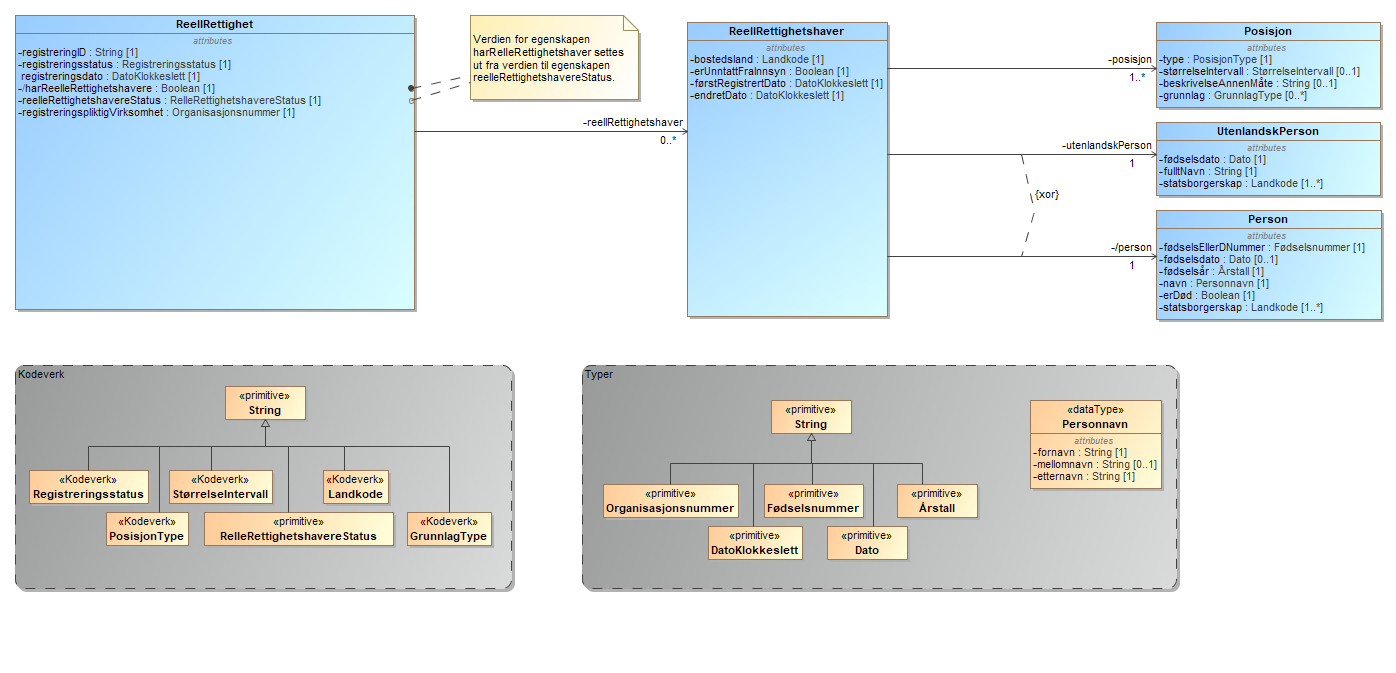 ReellRettighet
attributes
-registreringID : String [1]
-registreringsstatus : Registreringsstatus [1]
registreringsdato : DatoKlokkeslett [1]
-/harReelleRettighetshavere : Boolean [1]
-reelleRettighetshavereStatus : RelleRettighetshavereStatus [1]
-registreringspliktigVirksomhet : Organisasjonsnummer [1]
Verdien for egenskapen
harRelleRettighetshaver settes
ut fra verdien til egenskapen
reelleRettighetshavereStatus.
-reellRettighetshaver
0..*
ReellRettighetshaver
attributes
-bostedsland : Landkode [1]
-erUnntattFraInnsyn : Boolean [1]
-førstRegistrertDato : DatoKlokkeslett [1]
-endretDato : DatoKlokkeslett [1]
-posisjon
1..*
Posisjon
attributes
-type : PosisjonType [1]
-størrelseIntervall : StørrelseIntervall [0..1]
-beskrivelseAnnenMåte : String [0..1]
-grunnlag : GrunnlagType [0..*]
-utenlandskPerson
1
UtenlandskPerson
attributes
-fødselsdato : Dato [1]
-fulltNavn : String [1]
-statsborgerskap : Landkode [1..*]
{xor}
-/person
1
Person
attributes
-fødselsEllerDNummer : Fødselsnummer [1]
-fødselsdato : Dato [0..1]
-fødselsår : Årstall [1]
-navn : Personnavn [1]
-erDød : Boolean [1]
-statsborgerskap : Landkode [1..*]
Kodeverk
«primitive»
String
«Kodeverk»
Registreringsstatus
«Kodeverk»
StørrelseIntervall
«Kodeverk»
Landkode
«Kodeverk»
PosisjonType
«primitive»
RelleRettighetshavereStatus
«Kodeverk»
GrunnlagType
Typer
«primitive»
String
«primitive»
Organisasjonsnummer
«primitive»
Fødselsnummer
«primitive»
Årstall
«primitive»
DatoKlokkeslett
«primitive»
Dato
«dataType»
Personnavn
attributes
-fornavn : String [1]
-mellomnavn : String [0..1]
-etternavn : String [1]